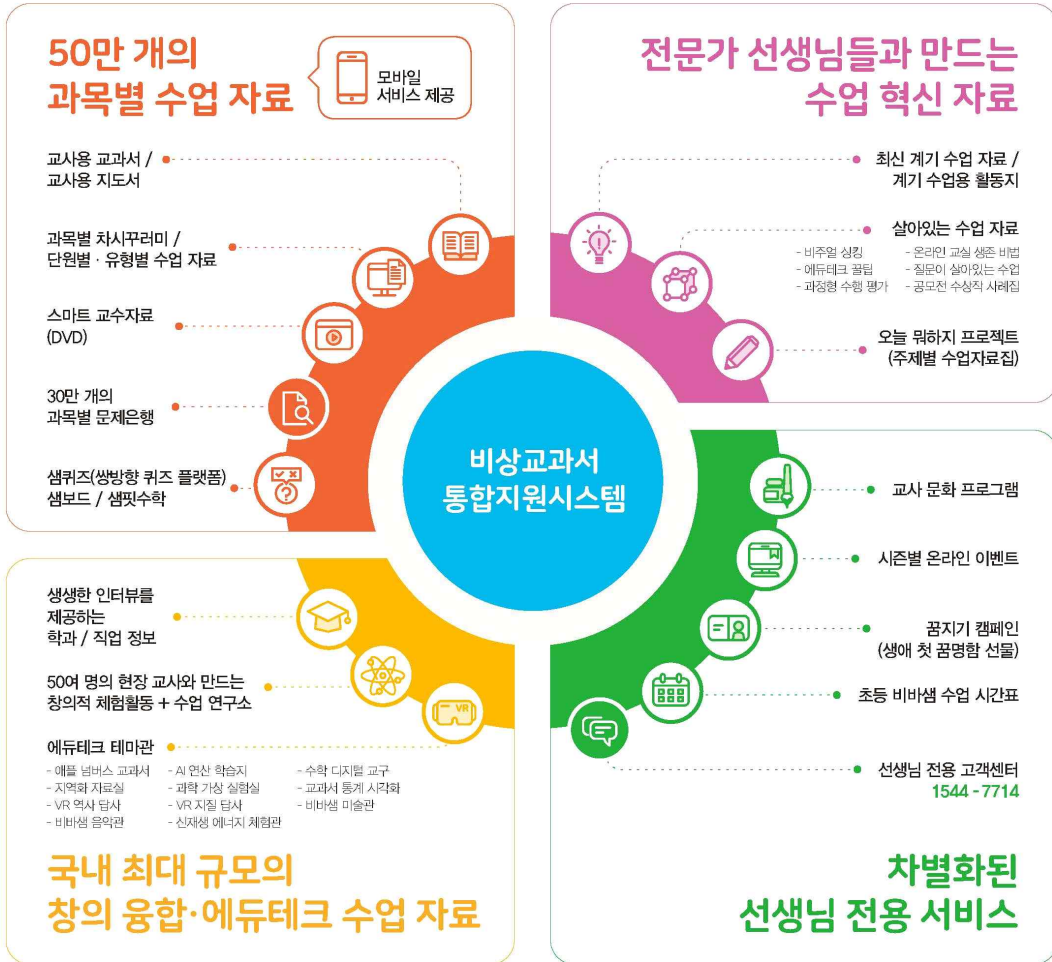 50만 개의
과목별 수업 자료
모바일
서비스 제공
교사용 교과서 /
교사용 지도서
과목별 차시꾸러미 /
단원별 · 유형별 수업 자료
스마트 교수자료
(DVD)
30만 개의
과목별 문제은행
샘퀴즈(쌍방향 퀴즈 플랫폼)
샘보드 / 샘핏수학
전문가 선생님들과 만드는
수업 혁신 자료
최신 계기 수업 자료 /
계기 수업용 활동지
살아있는 수업 자료
- 비주얼 싱킹
- 에듀테크 꿀팁
- 과정형 수행 평가
- 온라인 교실 생존 비법
- 질문이 살아있는 수업
- 공모전 수상작 사례집
오늘 뭐하지 프로젝트
(주제별 수업자료집)
비상교과서
통합지원시스템
생생한 인터뷰를
제공하는
학과 / 직업 정보
50여 명의 현장 교사와 만드는
창의적 체험활동 + 수업 연구소
VR
에듀테크 테마관
- 애플 넘버스 교과서
- 지역화 자료실
- VR 역사 답사
- 비바샘 음악관
- AI 연산 학습지
- 과학 가상 실험실
- VR 지질 답사
- 신재생 에너지 체험관
- 수학 디지털 교구
- 교과서 통계 시각화
- 비바샘 미술관
국내 최대 규모의
창의 융합·에듀테크 수업 자료
교사 문화 프로그램
시즌별 온라인 이벤트
꿈지기 캠페인
(생애 첫 꿈명함 선물)
초등 비바샘 수업 시간표
선생님 전용 고객센터
1544 - 7714
차별화된
선생님 전용 서비스